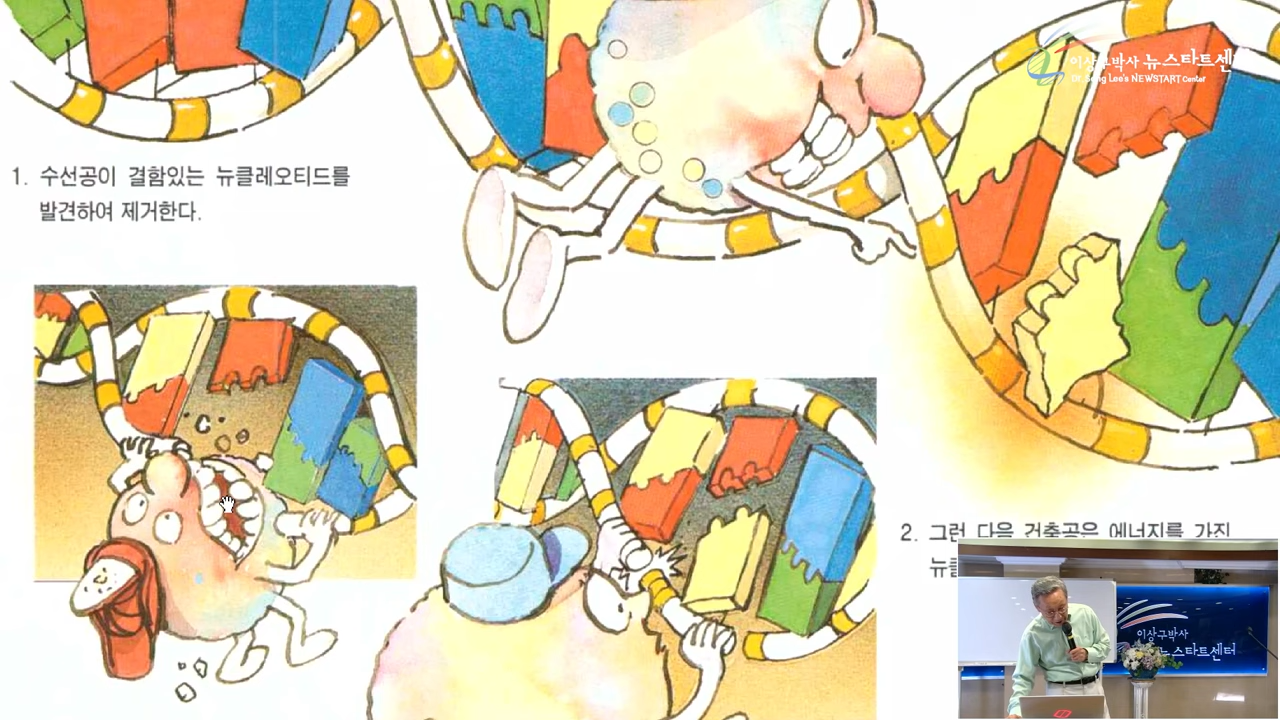 이상구박사 뉴스타트센
Dr. Sang Lee's NEWSTART Center
1. 수선공이 결함있는 뉴클레오티드를
발견하여 제거한다.
2. 그런 다음 건축공은 에너지를 가진
이상구박사
뉴스타트센터